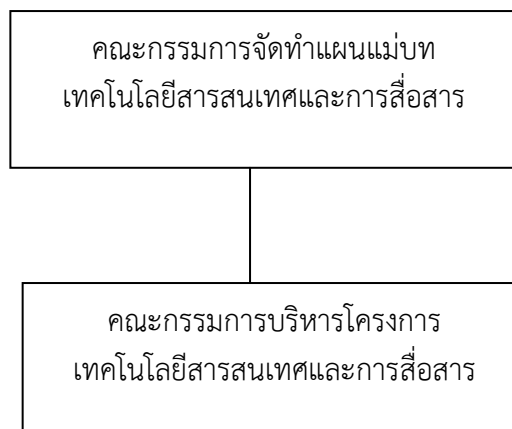 คณะกรรมการจัดทำแผนแม่บท
เทคโนโลยีสารสนเทศและการสื่อสาร
คณะกรรมการบริหารโครงการ
เทคโนโลยีสารสนเทศและการสื่อสาร